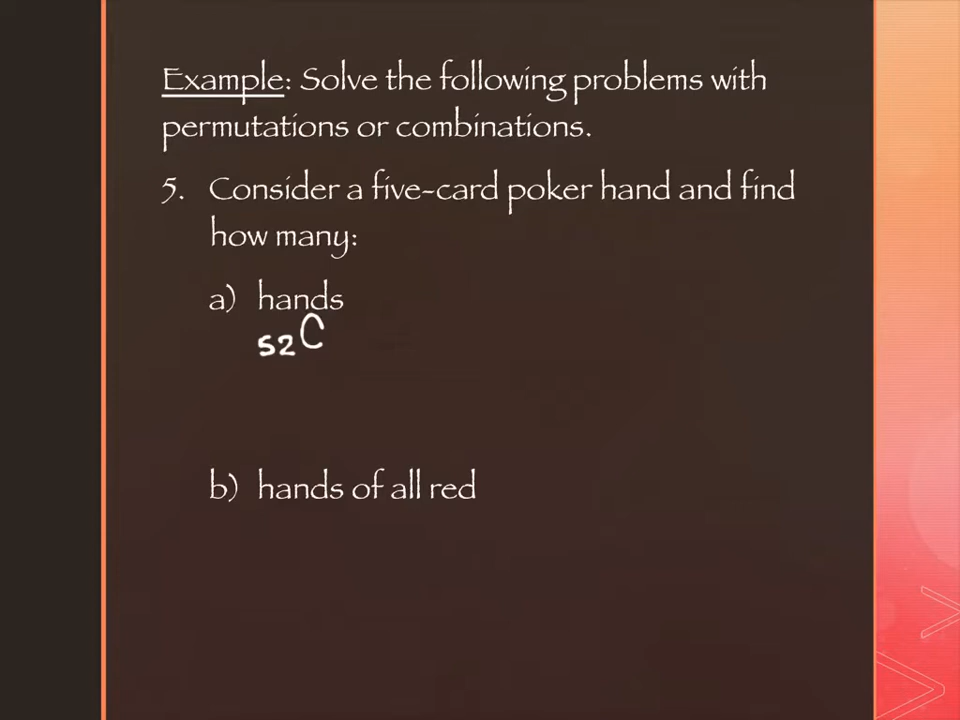 Example: Solve the following problems with
permutations or combinations.
5. Consider a five-card poker hand and find
how many:
a) hands
52C
b) hands of all red